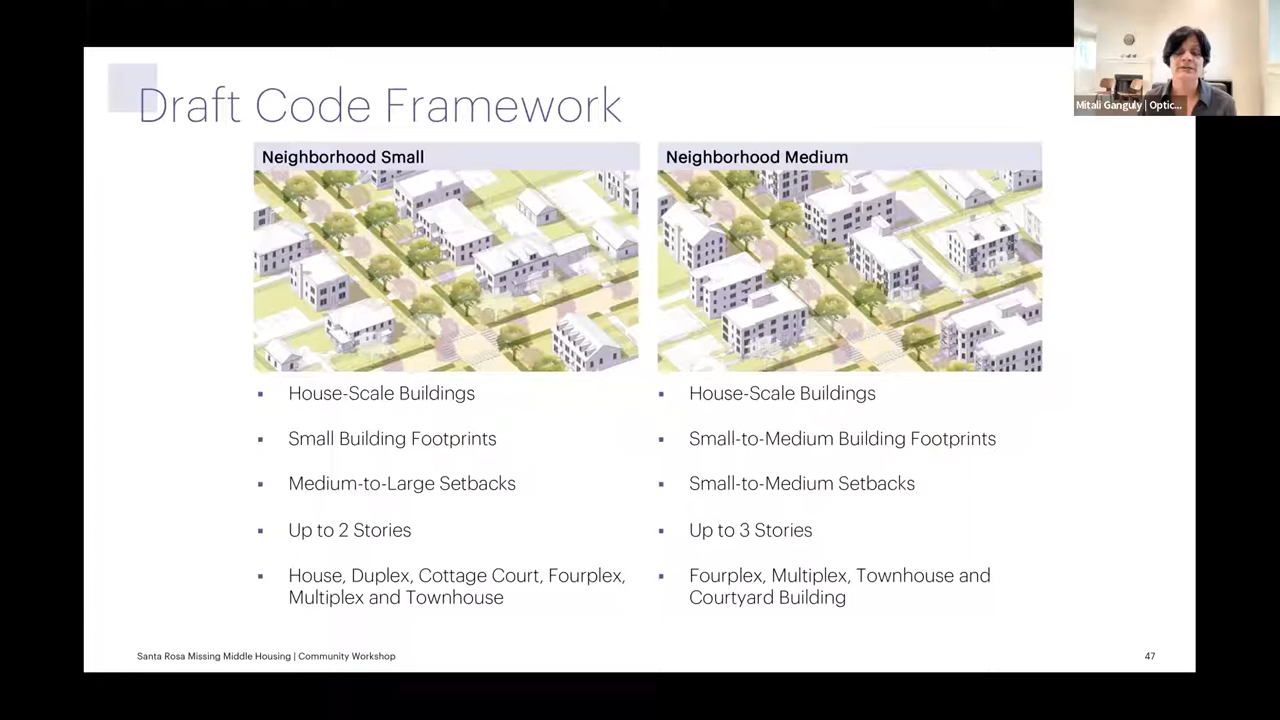 Mitali Ganguly | Optic...
Draft Code Framework
Neighborhood Small
▪ House-Scale Buildings
▪ Small Building Footprints
▪ Medium-to-Large Setbacks
▪ Up to 2 Stories
▪ House, Duplex, Cottage Court, Fourplex,
Multiplex and Townhouse
Neighborhood Medium
▪ House-Scale Buildings
▪ Small-to-Medium Building Footprints
▪ Small-to-Medium Setbacks
▪ Up to 3 Stories
▪ Fourplex, Multiplex, Townhouse and
Courtyard Building
Santa Rosa Missing Middle Housing | Community Workshop
47